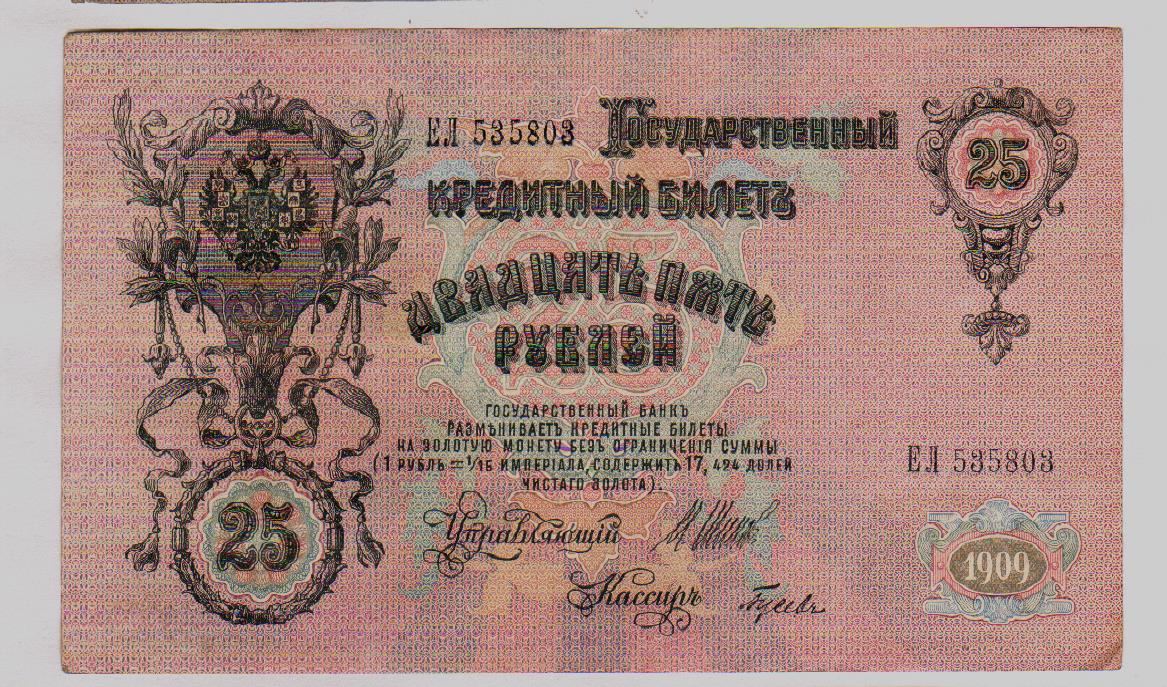 ЕЛ 535803
Государственный
кредитный билетъ
25
двадцать пять
рублей
Государственный банкъ
размѣниваетъ кредитные билеты
на золотую монету безъ ограниченія суммы
(1 рубль = 1/15 имперіала, содержитъ 17,424 долей
чистаго золота).
ЕЛ 535803
Управляющій
25
1909
Кассиръ
Гусевъ